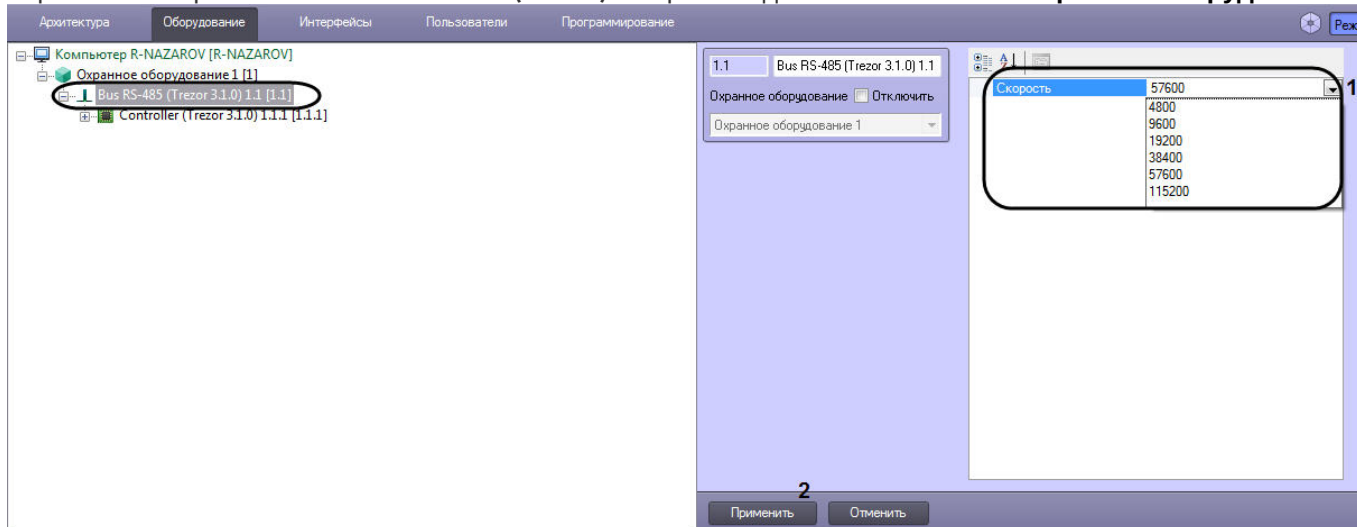 Архитектура Оборудование Интерфейсы Пользователи Программирование
Компьютер R-NAZAROV [R-NAZAROV]
Охранное оборудование 1 [1]
Bus RS-485 (Trezor 3.1.0) 1.1 [1.1]
Controller (Trezor 3.1.0) 1.1.1 [1.1.1]
1.1 Bus RS-485 (Trezor 3.1.0) 1.1
Охранное оборудование Отключить
Охранное оборудование 1
Скорость 57600 1
4800
9600
19200
38400
57600
115200
2
Применить Отменить